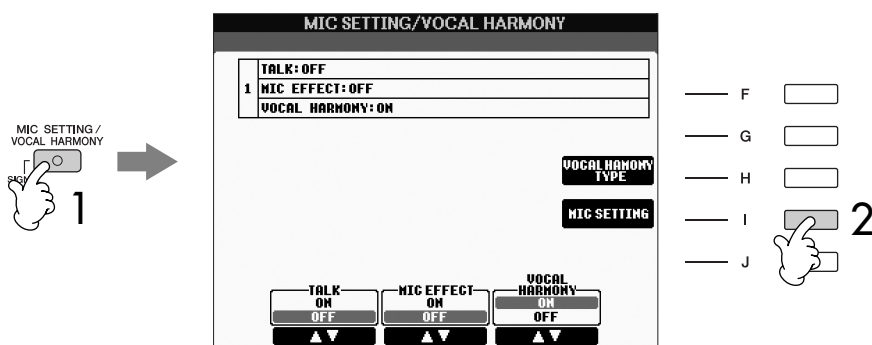 MIC SETTING/VOCAL HARMONY
TALK:OFF
1 MIC EFFECT:OFF
VOCAL HARMONY:ON
MIC SETTING /
VOCAL HARMONY
1
VOCAL HAMONY
TYPE
MIC SETTING
F
G
H
I
2
J
TALK
ON
OFF
MIC EFFECT
ON
OFF
VOCAL
HARMONY
ON
OFF